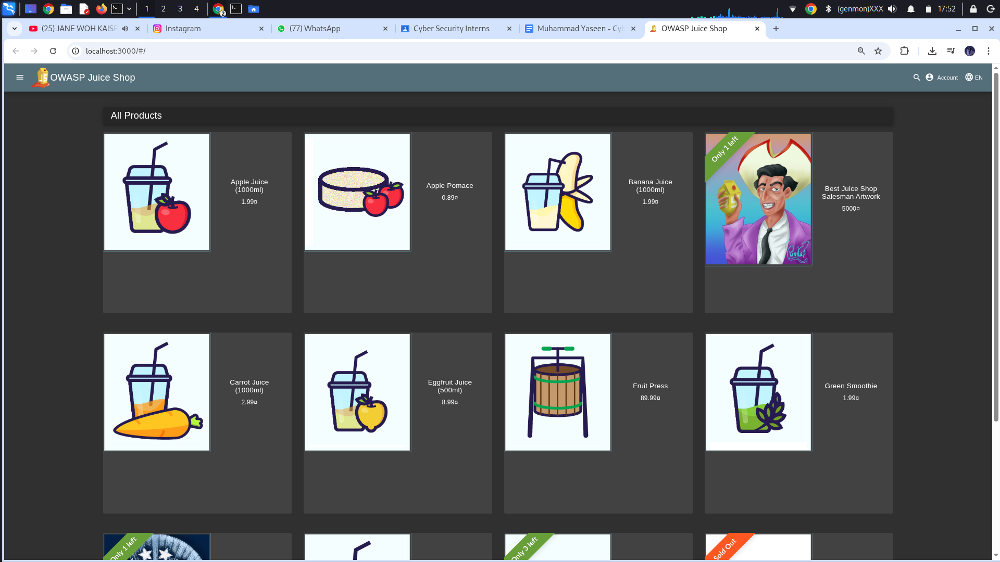 1
2
3
4
2
(genmon)XXX
17:52
(25) JANE WOH KAISE
Instagram
(77) WhatsApp
Cyber Security Interns
Muhammad Yaseen - Cyb
OWASP Juice Shop
localhost:3000/#/
OWASP Juice Shop
Account
EN
All Products
Apple Juice
(1000ml)
1.99¤
Apple Pomace
0.89¤
Banana Juice
(1000ml)
1.99¤
Only 1 left
Best Juice Shop
Salesman Artwork
5000¤
Carrot Juice
(1000ml)
2.99¤
Eggfruit Juice
(500ml)
8.99¤
Fruit Press
89.99¤
Green Smoothie
1.99¤
Only 1 left
Only 3 left
Sold Out